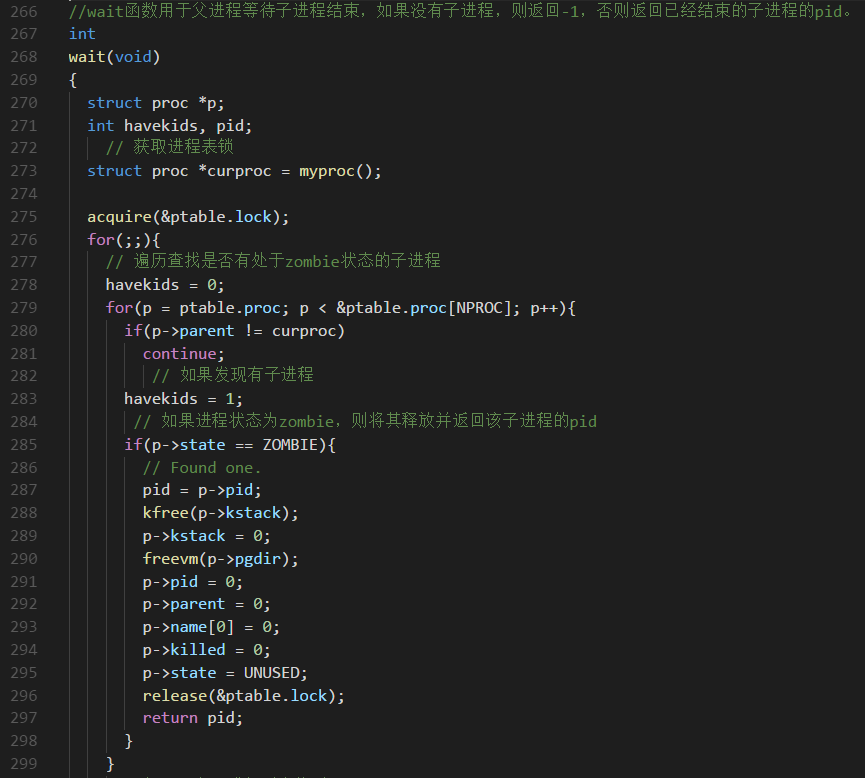 266 //wait函数用于父进程等待子进程结束，如果没有子进程，则返回-1，否则返回已经结束的子进程的pid。
267 int
268 wait(void)
269 {
270 struct proc *p;
271 int havekids, pid;
272 // 获取进程表锁
273 struct proc *curproc = myproc();
274
275 acquire(&ptable.lock);
276 for(;;){
277 // 遍历查找是否有处于zombie状态的子进程
278 havekids = 0;
279 for(p = ptable.proc; p < &ptable.proc[NPROC]; p++){
280 if(p->parent != curproc)
281 continue;
282 // 如果发现有子进程
283 havekids = 1;
284 // 如果进程状态为zombie，则将其释放并返回该子进程的pid
285 if(p->state == ZOMBIE){
286 // Found one.
287 pid = p->pid;
288 kfree(p->kstack);
289 p->kstack = 0;
290 freevm(p->pgdir);
291 p->pid = 0;
292 p->parent = 0;
293 p->name[0] = 0;
294 p->killed = 0;
295 p->state = UNUSED;
296 release(&ptable.lock);
297 return pid;
298 }
299 }